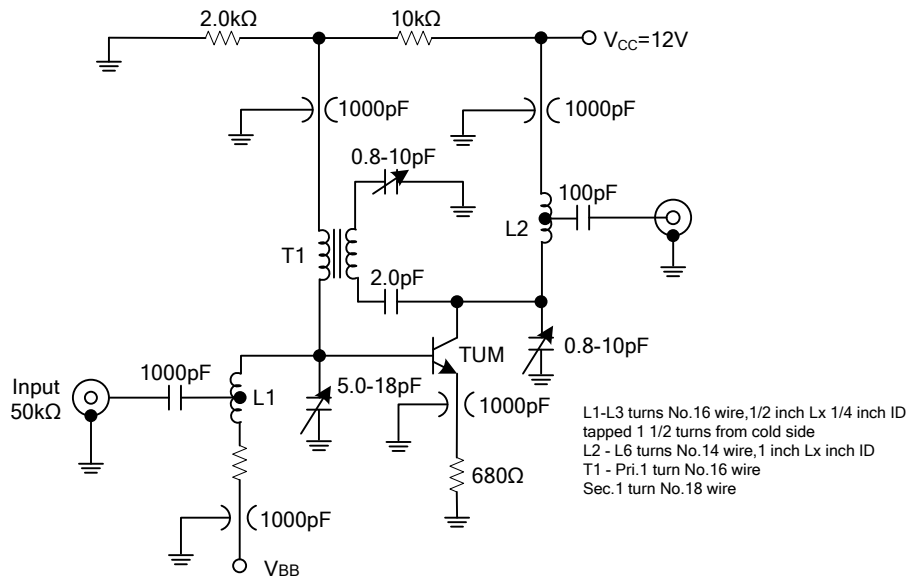 2.0kΩ
10kΩ
VCC=12V
1000pF
1000pF
0.8-10pF
100pF
T1
L2
2.0pF
TUM
0.8-10pF
Input
50kΩ
1000pF
L1
5.0-18pF
1000pF
680Ω
1000pF
VBB
L1-L3 turns No.16 wire,1/2 inch Lx 1/4 inch ID
tapped 1 1/2 turns from cold side
L2 - L6 turns No.14 wire,1 inch Lx inch ID
T1 - Pri.1 turn No.16 wire
Sec.1 turn No.18 wire